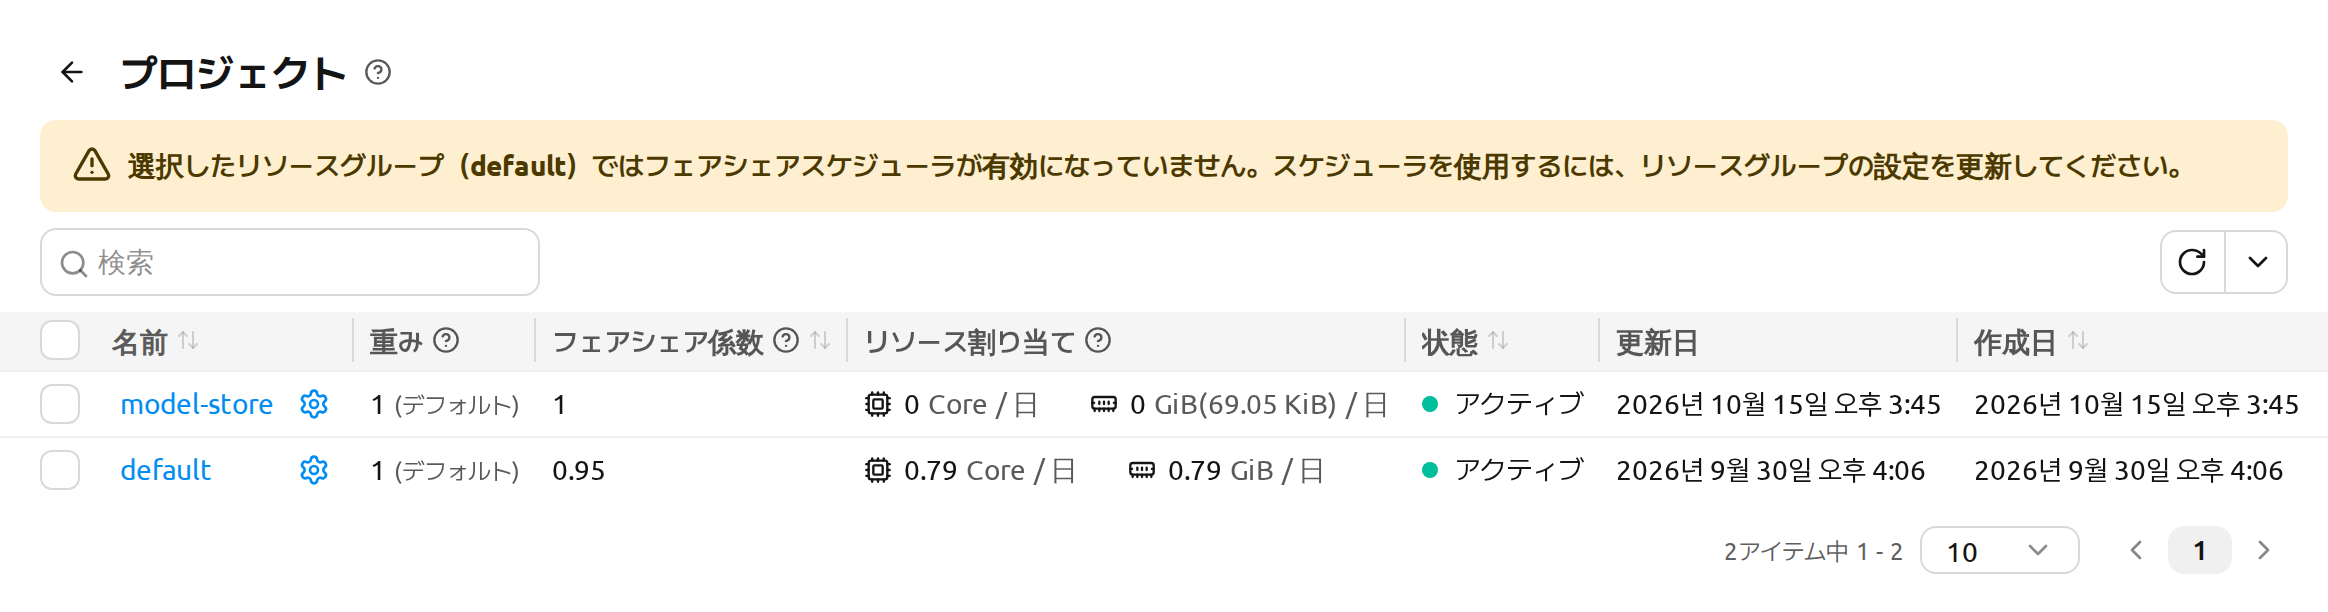 プロジェクト
選択したリソースグループ（default）ではフェアシェアスケジューラが有効になっていません。スケジューラを使用するには、リソースグループの設定を更新してください。
検索
名前 重み フェアシェア係数 リソース割り当て 状態 更新日 作成日
model-store 1 (デフォルト) 1 0 Core / 日 0 GiB(69.05 KiB) / 日 アクティブ 2026년 10월 15일 오후 3:45 2026년 10월 15일 오후 3:45
default 1 (デフォルト) 0.95 0.79 Core / 日 0.79 GiB / 日 アクティブ 2026년 9월 30일 오후 4:06 2026년 9월 30일 오후 4:06
2アイテム中 1 - 2 10 1